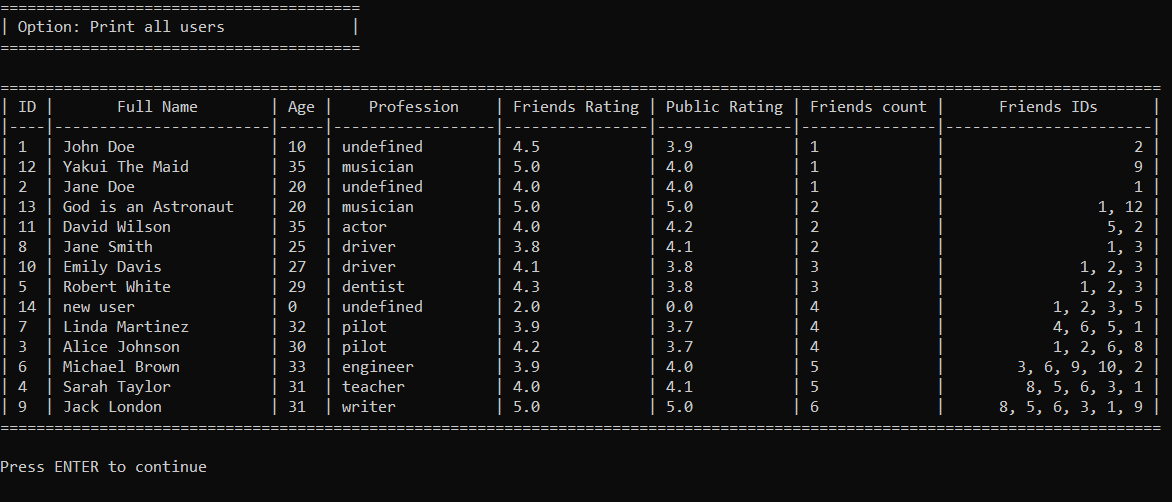 ========================================
| Option: Print all users              |
========================================
=================================================================================================================================
| ID |       Full Name        | Age |   Profession    | Friends Rating | Public Rating | Friends count |      Friends IDs      |
|----|------------------------|-----|-----------------|----------------|---------------|---------------|-----------------------|
| 1  | John Doe               | 10  | undefined       | 4.5            | 3.9           | 1             |                     2 |
| 12 | Yakui The Maid         | 35  | musician        | 5.0            | 4.0           | 1             |                     9 |
| 2  | Jane Doe               | 20  | undefined       | 4.0            | 4.0           | 1             |                     1 |
| 13 | God is an Astronaut    | 20  | musician        | 5.0            | 5.0           | 2             |                 1, 12 |
| 11 | David Wilson           | 35  | actor           | 4.0            | 4.2           | 2             |                  5, 2 |
| 8  | Jane Smith             | 25  | driver          | 3.8            | 4.1           | 2             |                  1, 3 |
| 10 | Emily Davis            | 27  | driver          | 4.1            | 3.8           | 3             |               1, 2, 3 |
| 5  | Robert White           | 29  | dentist         | 4.3            | 3.8           | 3             |               1, 2, 3 |
| 14 | new user               | 0   | undefined       | 2.0            | 0.0           | 4             |            1, 2, 3, 5 |
| 7  | Linda Martinez         | 32  | pilot           | 3.9            | 3.7           | 4             |            4, 6, 5, 1 |
| 3  | Alice Johnson          | 30  | pilot           | 4.2            | 3.7           | 4             |            1, 2, 6, 8 |
| 6  | Michael Brown          | 33  | engineer        | 3.9            | 4.0           | 5             |        3, 6, 9, 10, 2 |
| 4  | Sarah Taylor           | 31  | teacher         | 4.0            | 4.1           | 5             |         8, 5, 6, 3, 1 |
| 9  | Jack London            | 31  | writer          | 5.0            | 5.0           | 6             |      8, 5, 6, 3, 1, 9 |
=================================================================================================================================
Press ENTER to continue